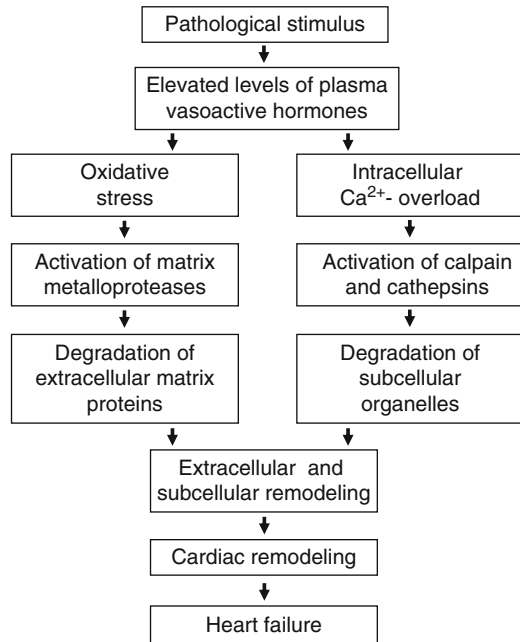 Pathological stimulus
Elevated levels of plasma
vasoactive hormones
Oxidative
stress
Intracellular
Ca²⁺- overload
Activation of matrix
metalloproteases
Activation of calpain
and cathepsins
Degradation of
extracellular matrix
proteins
Degradation of
subcellular
organelles
Extracellular and
subcellular remodeling
Cardiac remodeling
Heart failure